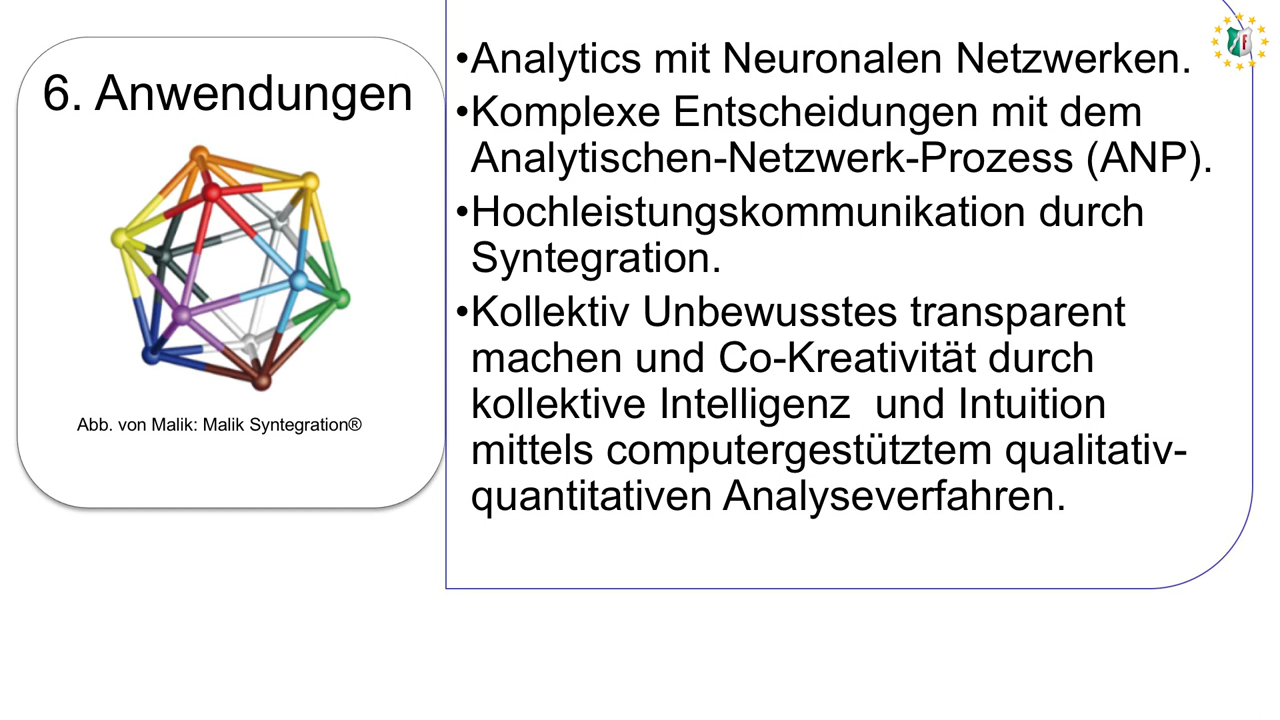 6. Anwendungen
Abb. von Malik: Malik Syntegration®
•Analytics mit Neuronalen Netzwerken.
•Komplexe Entscheidungen mit dem
Analytischen-Netzwerk-Prozess (ANP).
•Hochleistungskommunikation durch
Syntegration.
•Kollektiv Unbewusstes transparent
machen und Co-Kreativität durch
kollektive Intelligenz  und Intuition
mittels computergestütztem qualitativ-
quantitativen Analyseverfahren.